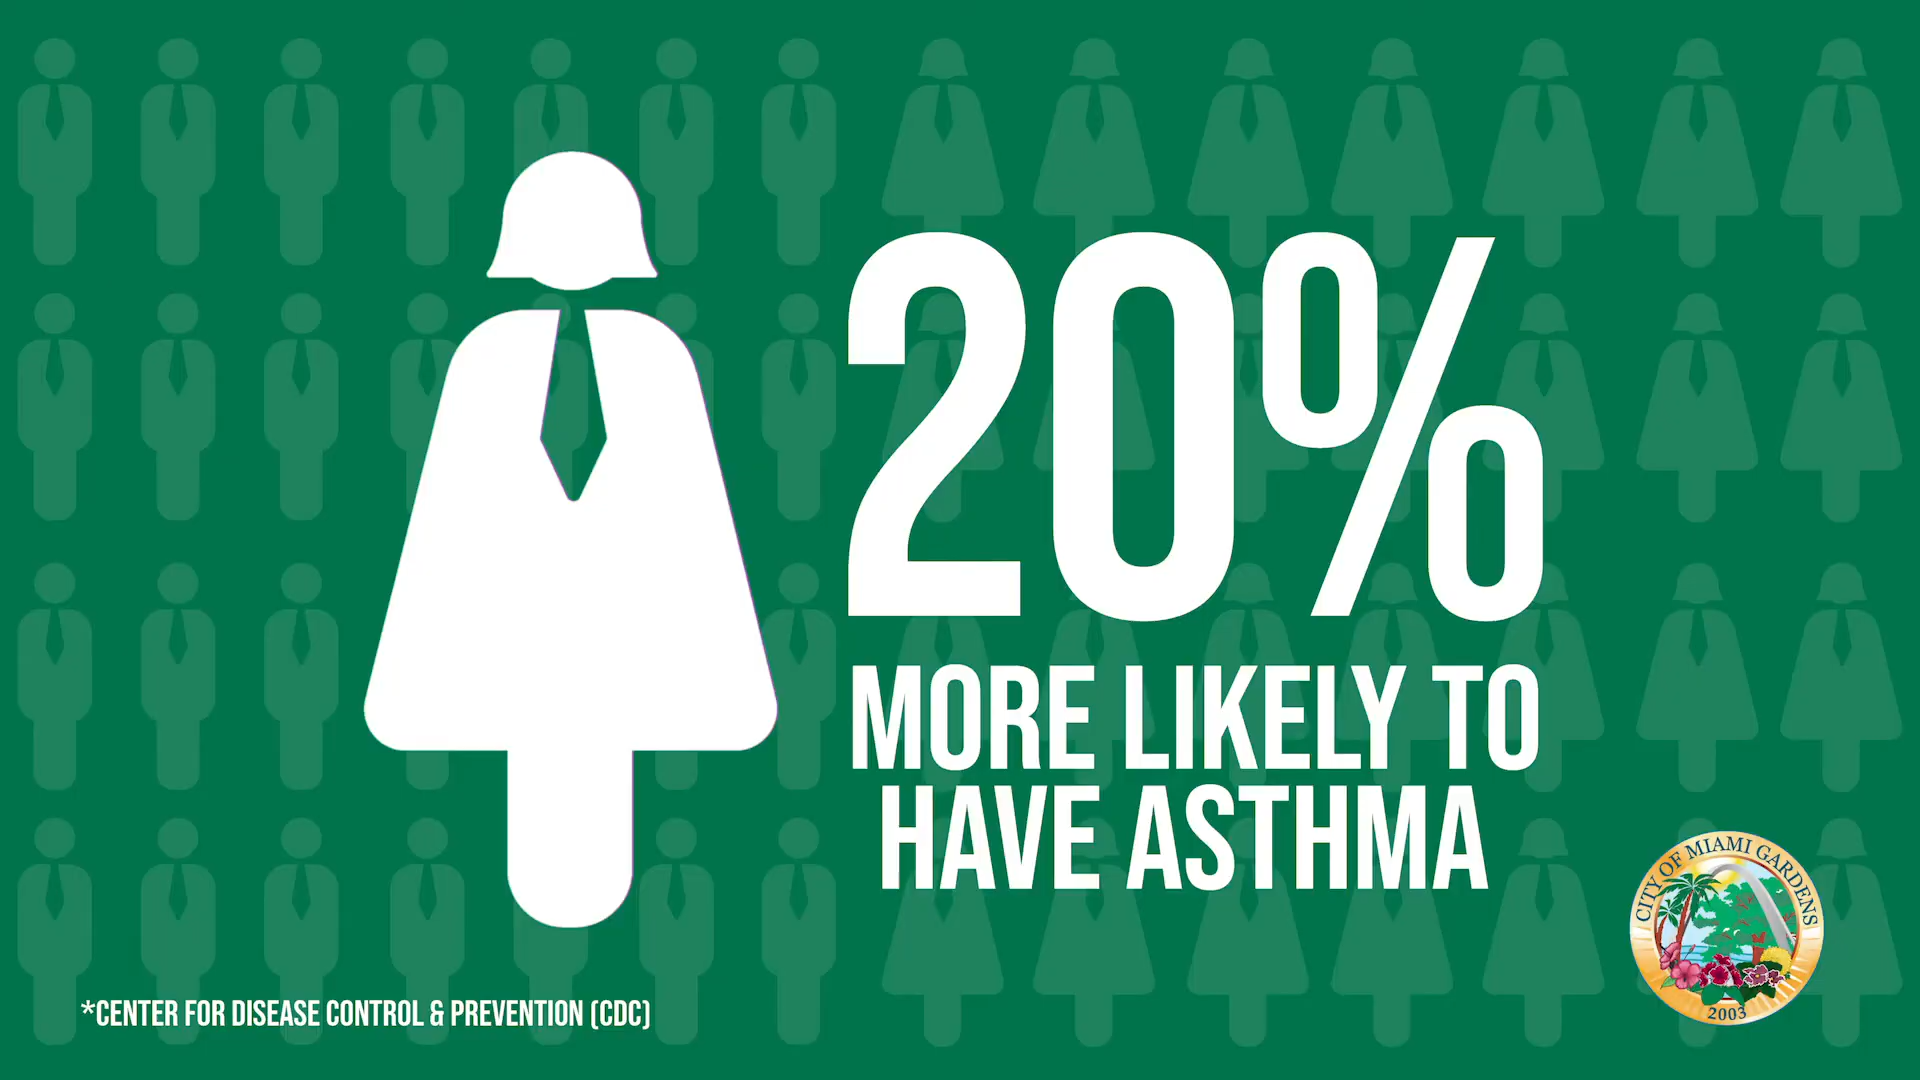 20%
MORE LIKELY TO
HAVE ASTHMA
*CENTER FOR DISEASE CONTROL & PREVENTION (CDC)
CITY OF MIAMI GARDENS
2003